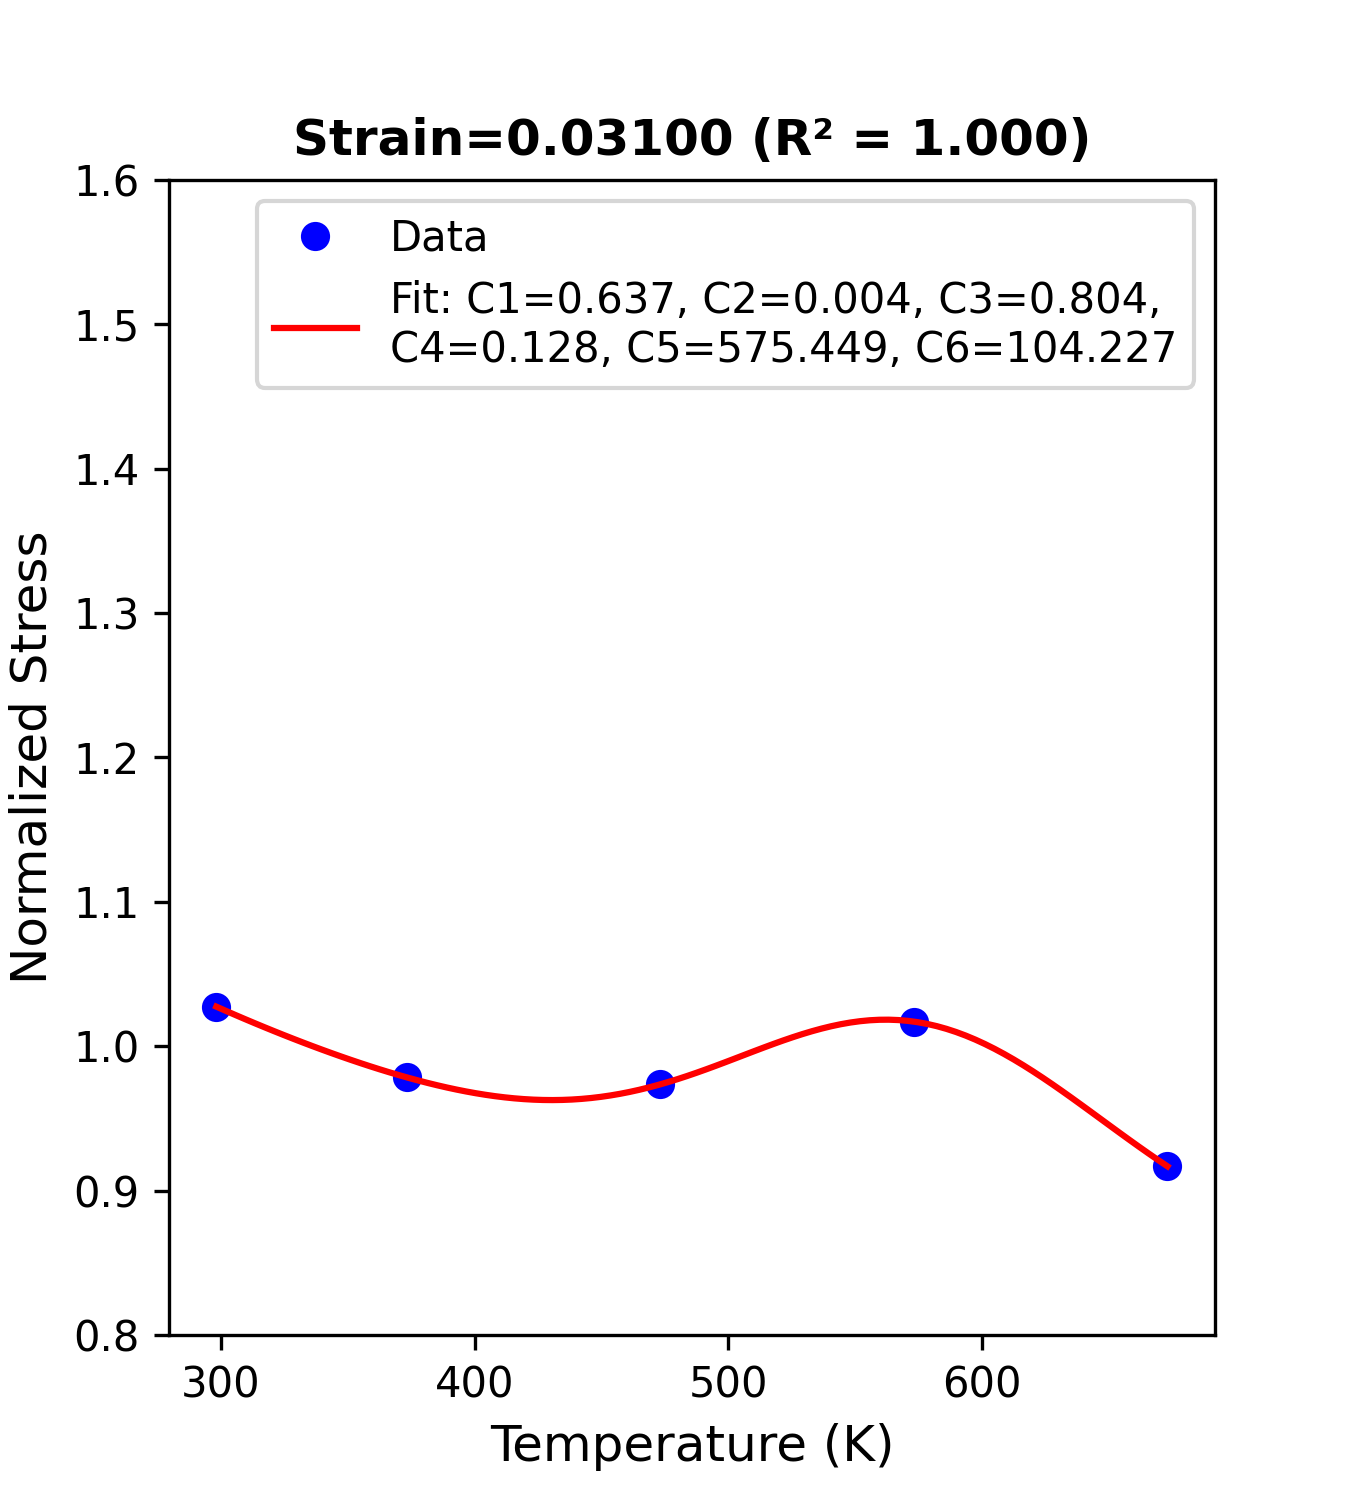 Strain=0.03100 (R² = 1.000)
1.6
1.5
1.4
1.3
1.2
1.1
1.0
0.9
0.8
Normalized Stress
Data
Fit: C1=0.637, C2=0.004, C3=0.804,
C4=0.128, C5=575.449, C6=104.227
300 400 500 600
Temperature (K)